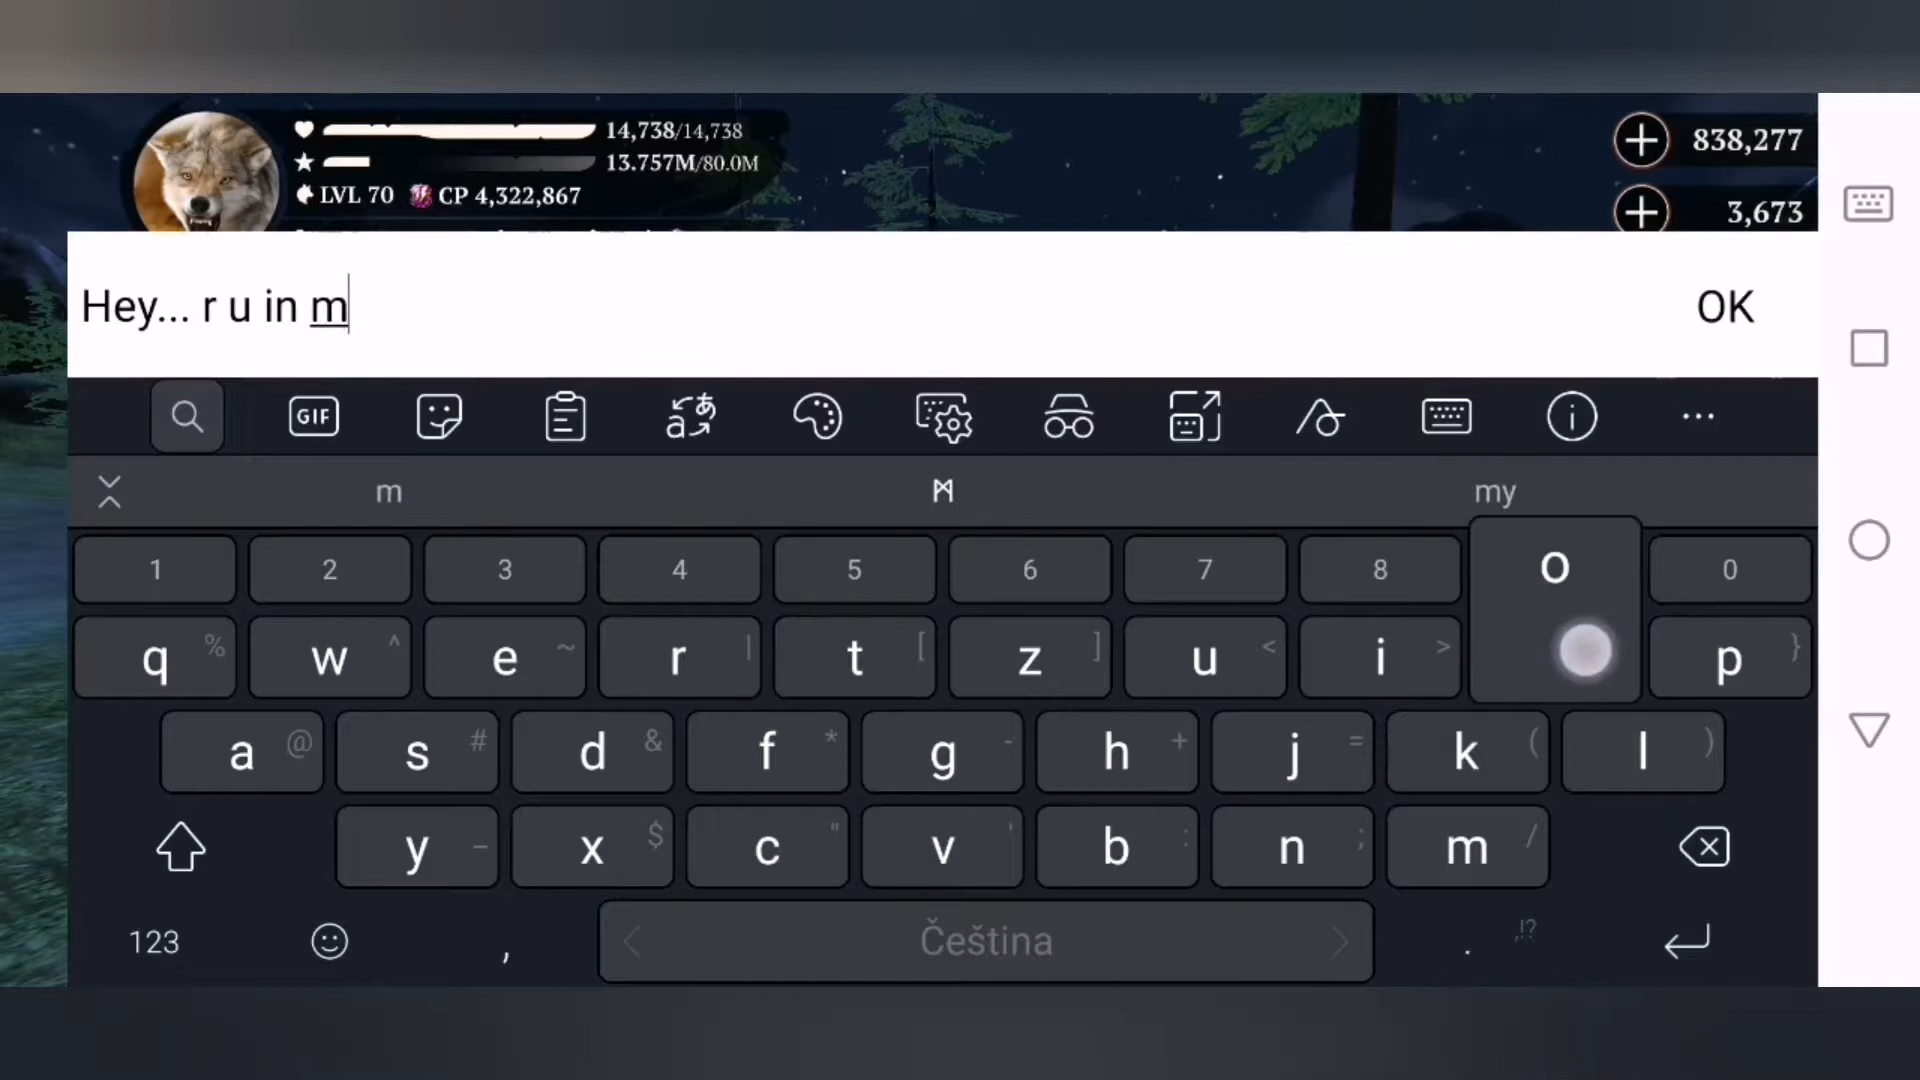 14,738/14,738
838,277
13.757M/80.0M
LVL 70 CP 4,322,867
3,673
Hey... r u in m
OK
GIF
m
my
1 2 3 4 5 6 7 8 o 0
q % w ^ e ~ r | t [ z ] u < i > p }
a @ s # d & f * g - h + j = k ( l )
y _ x $ c " v ' b : n ; m /
123 , Čeština . ,!?